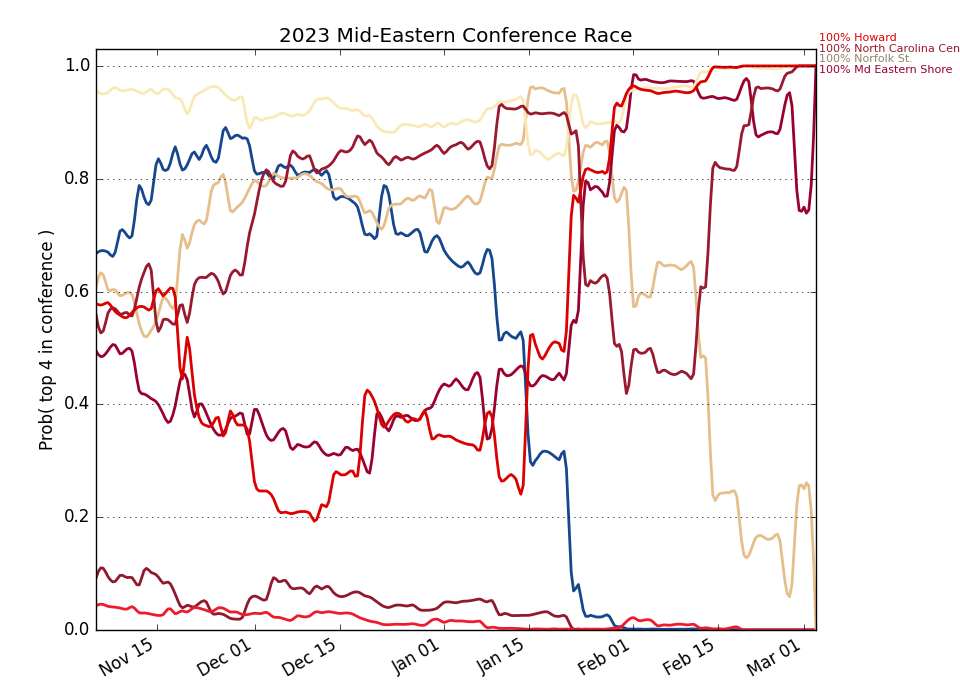 2023 Mid-Eastern Conference Race
100% Howard
100% North Carolina Cen
100% Norfolk St.
100% Md Eastern Shore
Prob( top 4 in conference )
1.0
0.8
0.6
0.4
0.2
0.0
Nov 15
Dec 01
Dec 15
Jan 01
Jan 15
Feb 01
Feb 15
Mar 01